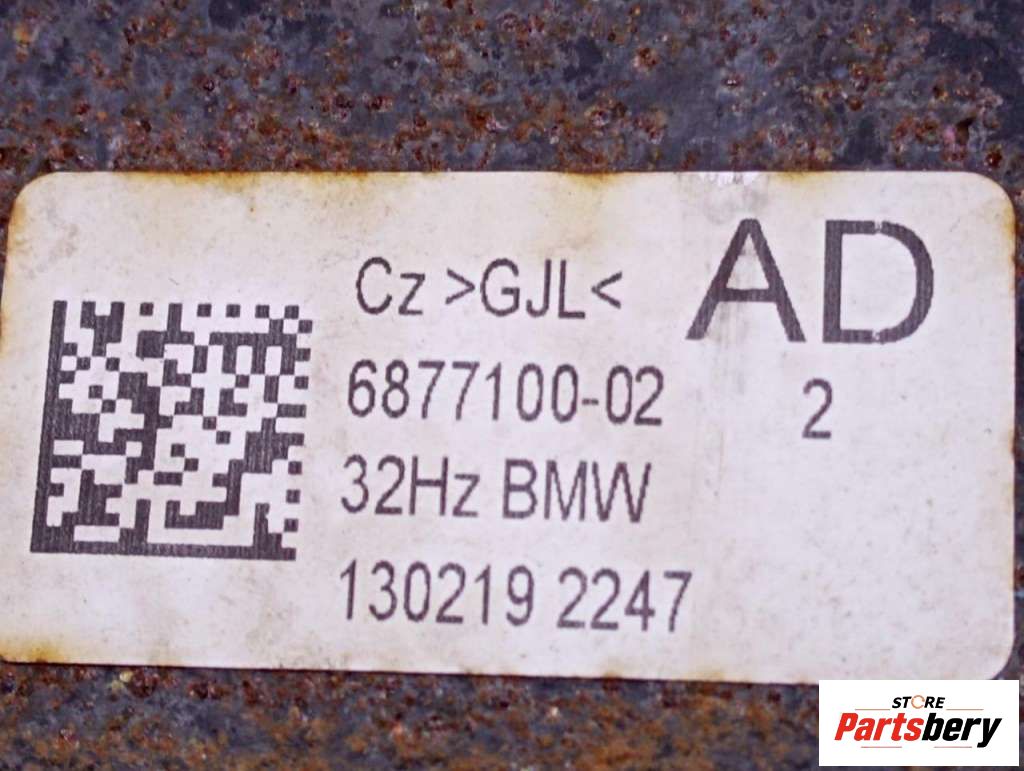 Cz >GJL< AD
6877100-02 2
32Hz BMW
130219 2247
STORE
Partsbery